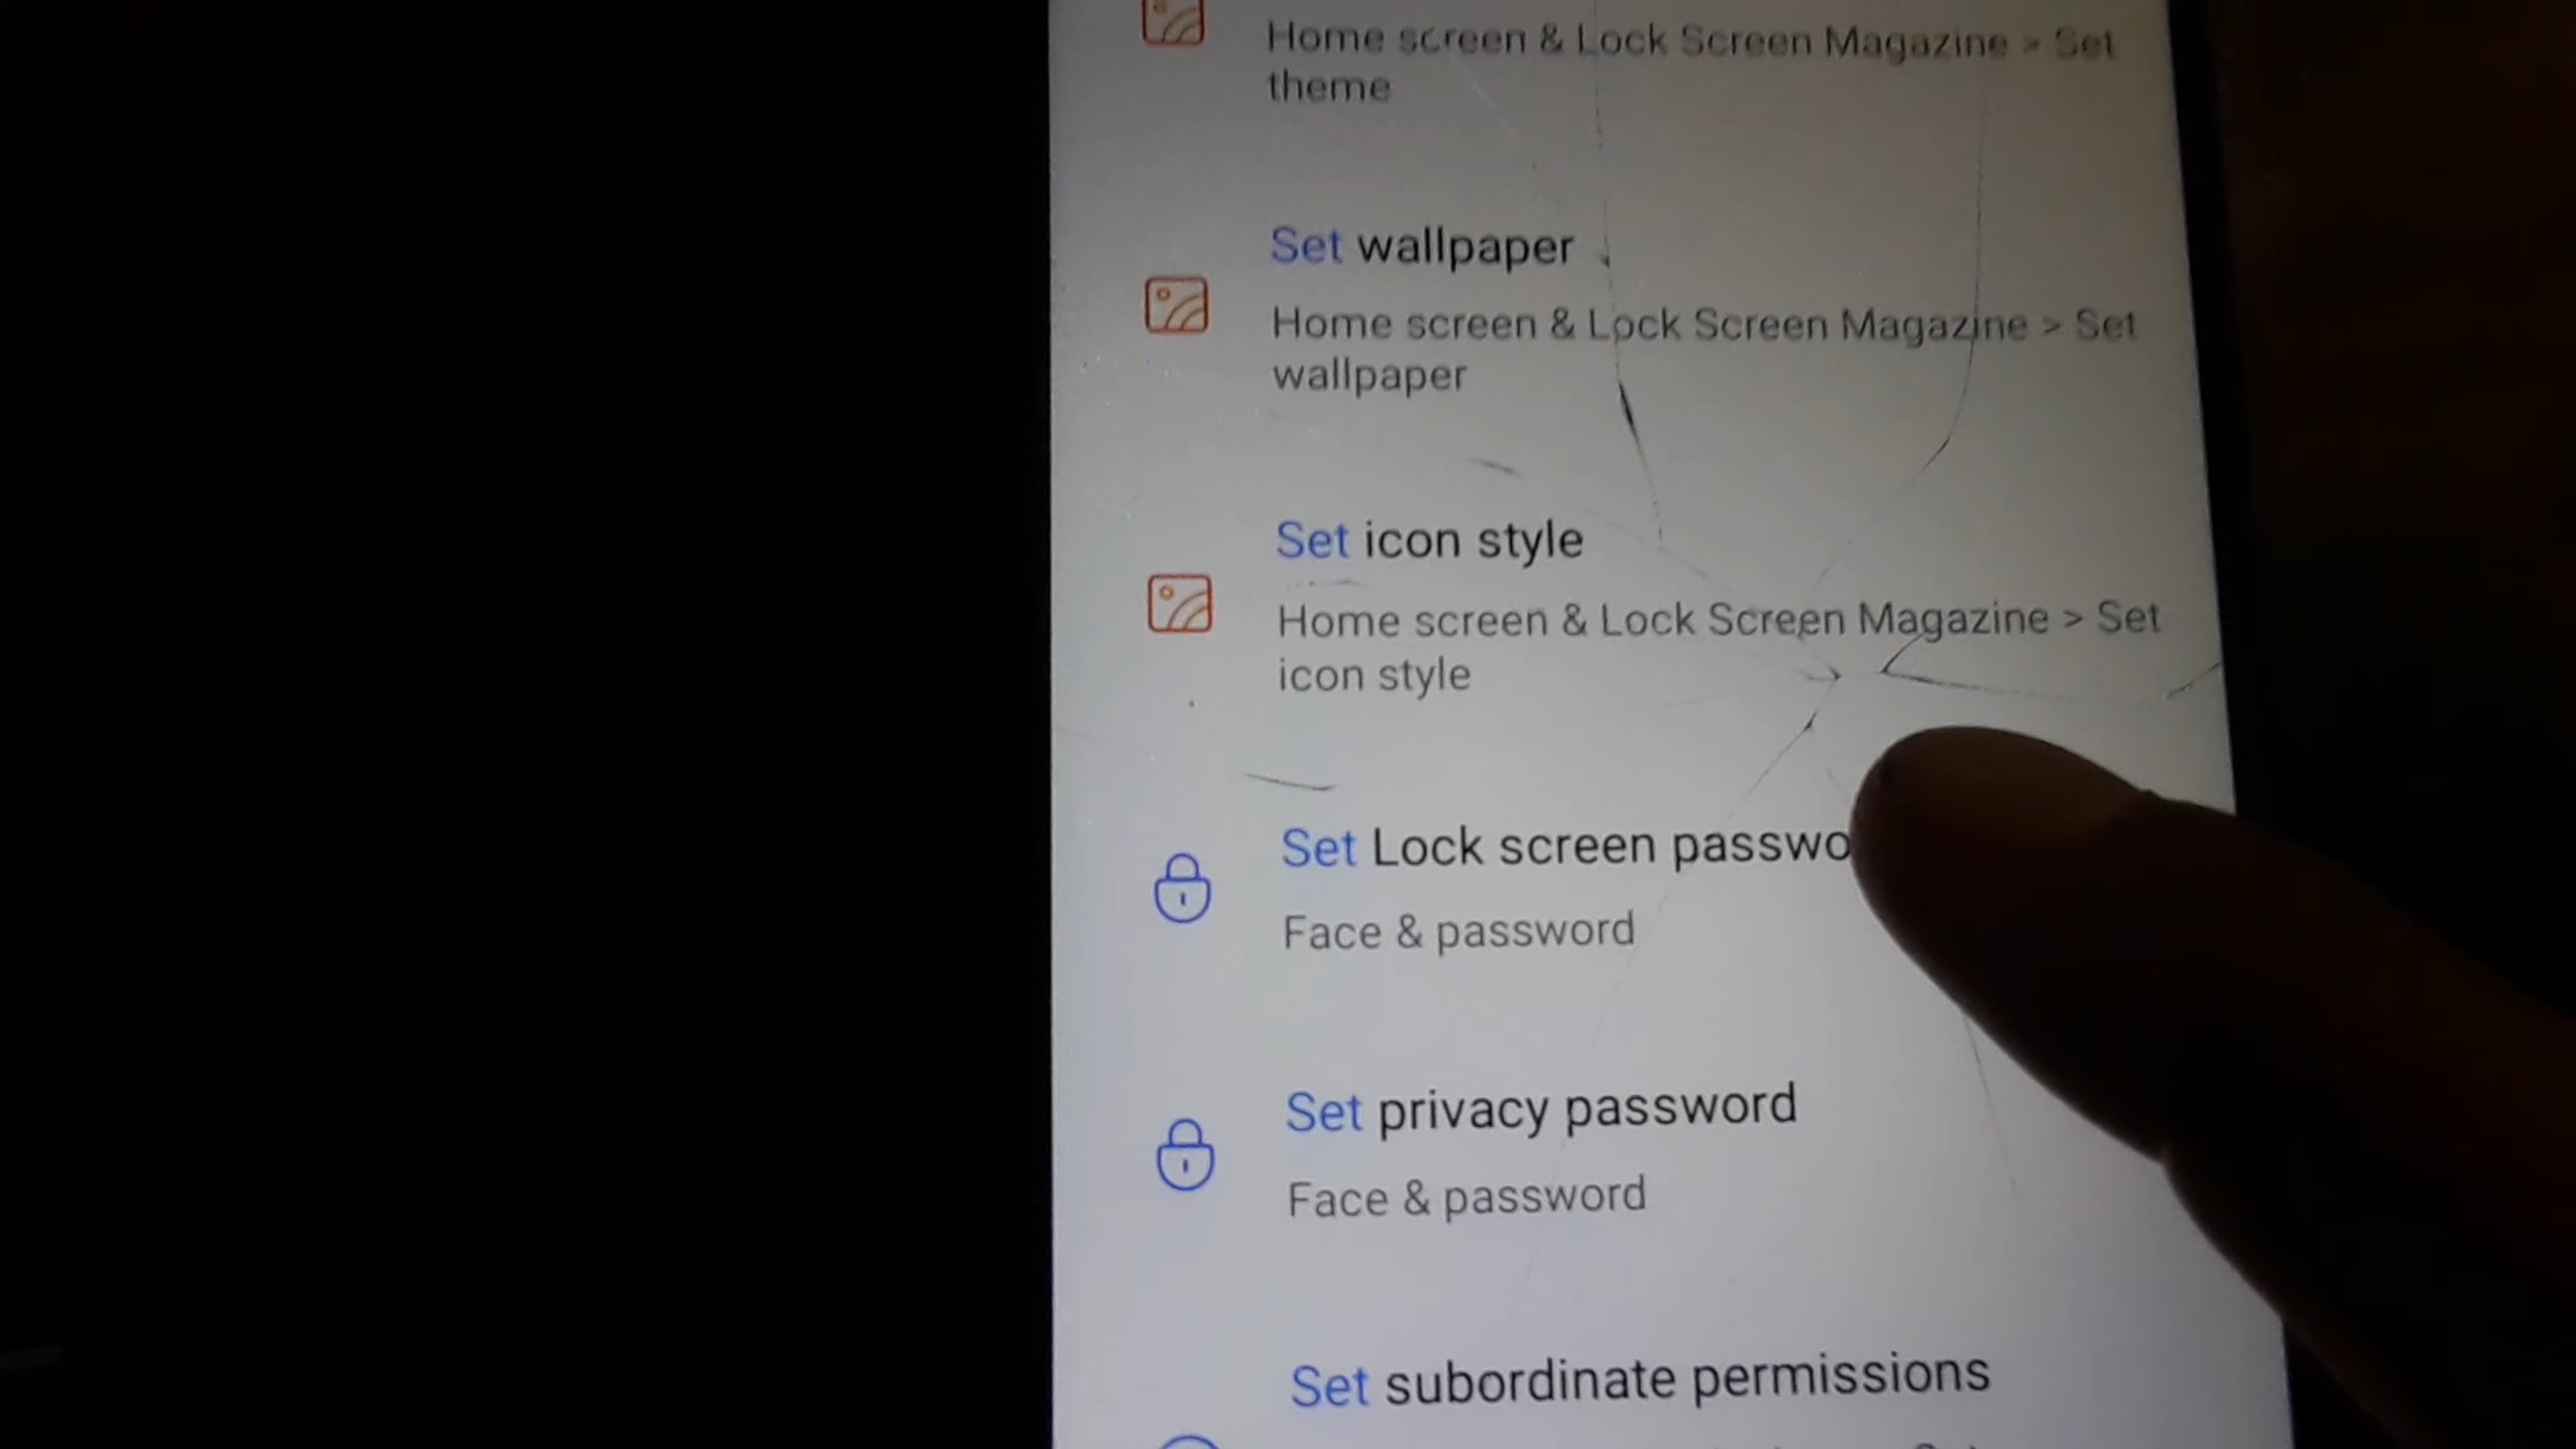 Home screen & Lock Screen Magazine > Set
theme
Set wallpaper
Home screen & Lock Screen Magazine > Set
wallpaper
Set icon style
Home screen & Lock Screen Magazine > Set
icon style
Set Lock screen passwo
Face & password
Set privacy password
Face & password
Set subordinate permissions